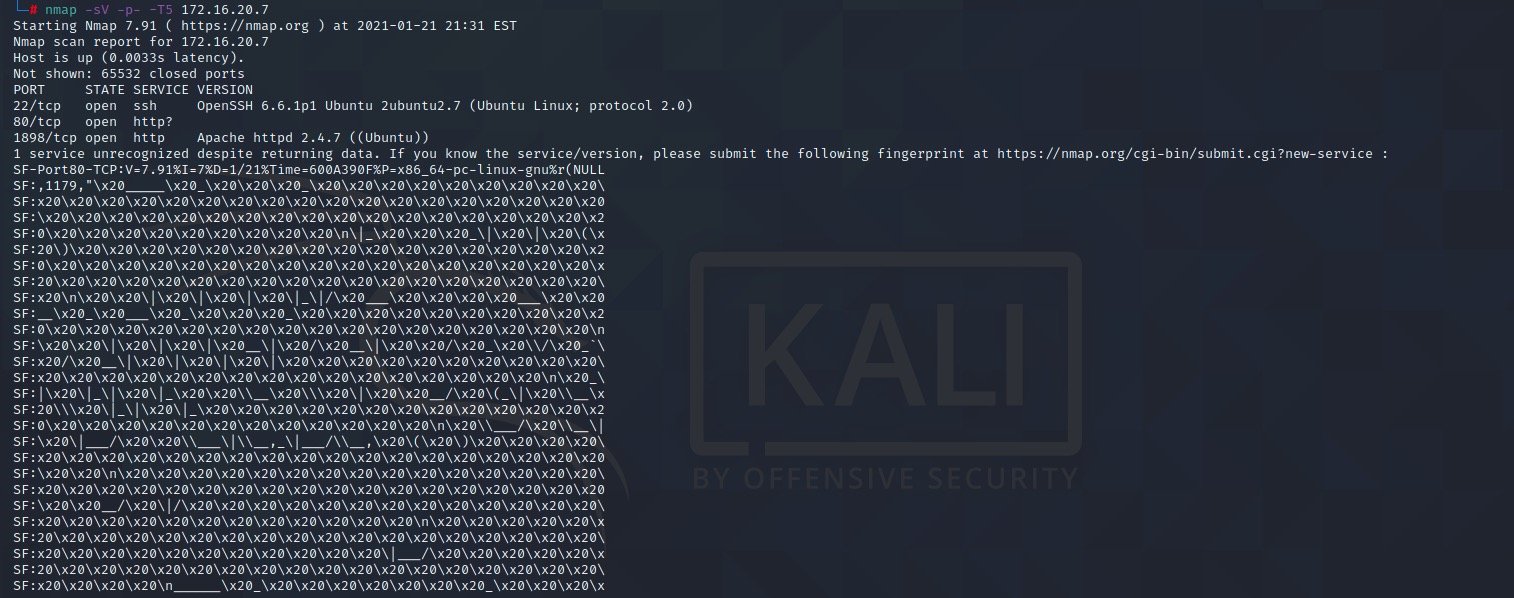 └─# nmap -sV -p- -T5 172.16.20.7
Starting Nmap 7.91 ( https://nmap.org ) at 2021-01-21 21:31 EST
Nmap scan report for 172.16.20.7
Host is up (0.0033s latency).
Not shown: 65532 closed ports
PORT     STATE SERVICE VERSION
22/tcp   open  ssh     OpenSSH 6.6.1p1 Ubuntu 2ubuntu2.7 (Ubuntu Linux; protocol 2.0)
80/tcp   open  http?
1898/tcp open  http    Apache httpd 2.4.7 ((Ubuntu))
1 service unrecognized despite returning data. If you know the service/version, please submit the following fingerprint at https://nmap.org/cgi-bin/submit.cgi?new-service :
SF-Port80-TCP:V=7.91%I=7%D=1/21%Time=600A390F%P=x86_64-pc-linux-gnu%r(NULL
SF:,1179,"\x20_____\x20_\x20\x20\x20_\x20\x20\x20\x20\x20\x20\x20\x20\x20\
SF:x20\x20\x20\x20\x20\x20\x20\x20\x20\x20\x20\x20\x20\x20\x20\x20\x20\x20
SF:\x20\x20\x20\x20\x20\x20\x20\x20\x20\x20\x20\x20\x20\x20\x20\x20\x20\x2
SF:0\x20\x20\x20\x20\x20\x20\x20\x20\n\|_\x20\x20\x20_\|\x20\|\x20\(\x
SF:20\)\x20\x20\x20\x20\x20\x20\x20\x20\x20\x20\x20\x20\x20\x20\x20\x20\x2
SF:0\x20\x20\x20\x20\x20\x20\x20\x20\x20\x20\x20\x20\x20\x20\x20\x20\x20\x
SF:20\x20\x20\x20\x20\x20\x20\x20\x20\x20\x20\x20\x20\x20\x20\x20\x20\x20\
SF:x20\n\x20\x20\|\x20\|\x20\|\x20\|_\|/\x20___\x20\x20\x20\x20___\x20\x20
SF:__\x20_\x20___\x20_\x20\x20\x20_\x20\x20\x20\x20\x20\x20\x20\x20\x20\x2
SF:0\x20\x20\x20\x20\x20\x20\x20\x20\x20\x20\x20\x20\x20\x20\x20\x20\x20\n
SF:\x20\x20\|\x20\|\x20\|\x20__\|\x20/\x20__\|\x20\x20/\x20_\x20\\/\x20_`\
SF:x20/\x20__\|\x20\|\x20\|\x20\|\x20\x20\x20\x20\x20\x20\x20\x20\x20\x20\
SF:x20\x20\x20\x20\x20\x20\x20\x20\x20\x20\x20\x20\x20\x20\x20\x20\n\x20_\
SF:|\x20\|_\|\x20\|_\x20\x20\\__\x20\\\x20\|\x20\x20__/\x20\(_\|\x20\\__\x
SF:20\\\x20\|_\|\x20\|_\x20\x20\x20\x20\x20\x20\x20\x20\x20\x20\x20\x20\x2
SF:0\x20\x20\x20\x20\x20\x20\x20\x20\x20\x20\x20\x20\n\x20\\___/\x20\\__\|
SF:\x20\|___/\x20\x20\\___\|\\__,_\|___/\\__,\x20\(\x20\)\x20\x20\x20\x20\
SF:x20\x20\x20\x20\x20\x20\x20\x20\x20\x20\x20\x20\x20\x20\x20\x20\x20\x20
SF:\x20\x20\n\x20\x20\x20\x20\x20\x20\x20\x20\x20\x20\x20\x20\x20\x20\x20\
SF:x20\x20\x20\x20\x20\x20\x20\x20\x20\x20\x20\x20\x20\x20\x20\x20\x20\x20
SF:\x20\x20__/\x20\|/\x20\x20\x20\x20\x20\x20\x20\x20\x20\x20\x20\x20\x20\
SF:x20\x20\x20\x20\x20\x20\x20\x20\x20\x20\x20\x20\n\x20\x20\x20\x20\x20\x
SF:20\x20\x20\x20\x20\x20\x20\x20\x20\x20\x20\x20\x20\x20\x20\x20\x20\x20\
SF:x20\x20\x20\x20\x20\x20\x20\x20\x20\x20\x20\|___/\x20\x20\x20\x20\x20\x
SF:20\x20\x20\x20\x20\x20\x20\x20\x20\x20\x20\x20\x20\x20\x20\x20\x20\x20\
SF:x20\x20\x20\x20\n______\x20_\x20\x20\x20\x20\x20\x20\x20_\x20\x20\x20\x
KALI
BY OFFENSIVE SECURITY